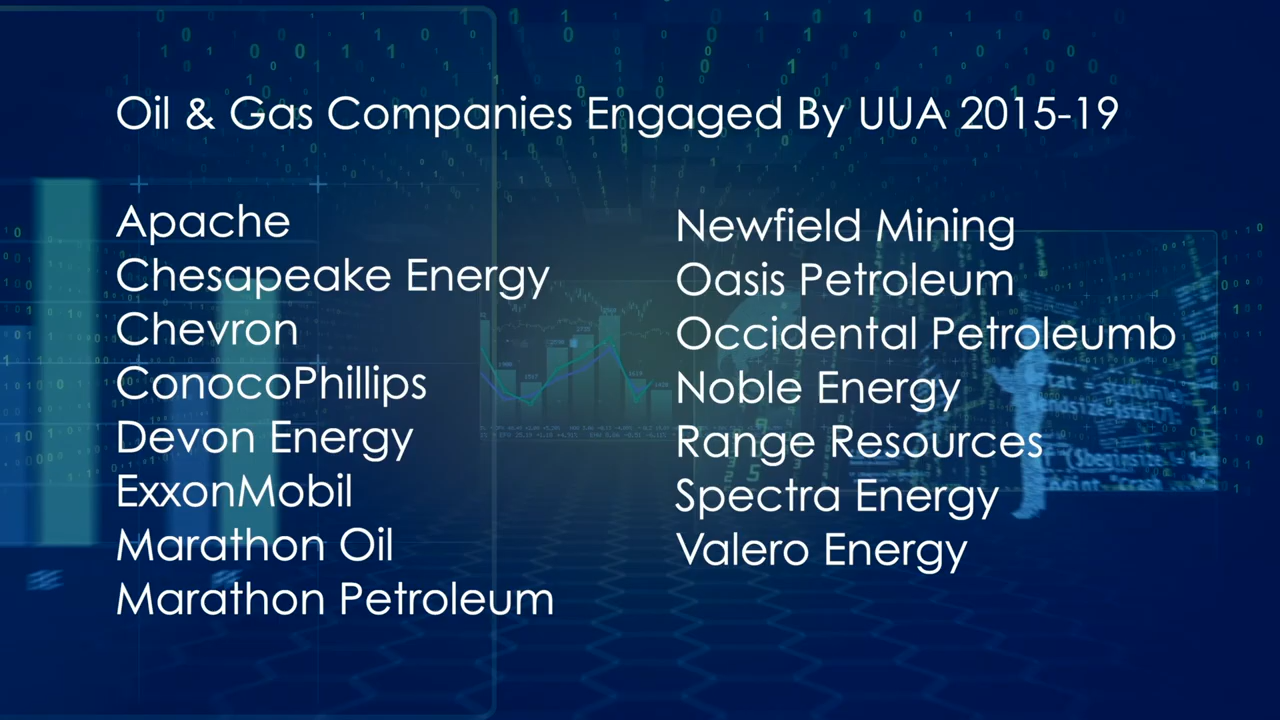 Oil & Gas Companies Engaged By UUA 2015-19
Apache
Chesapeake Energy
Chevron
ConocoPhillips
Devon Energy
ExxonMobil
Marathon Oil
Marathon Petroleum
Newfield Mining
Oasis Petroleum
Occidental Petroleumb
Noble Energy
Range Resources
Spectra Energy
Valero Energy